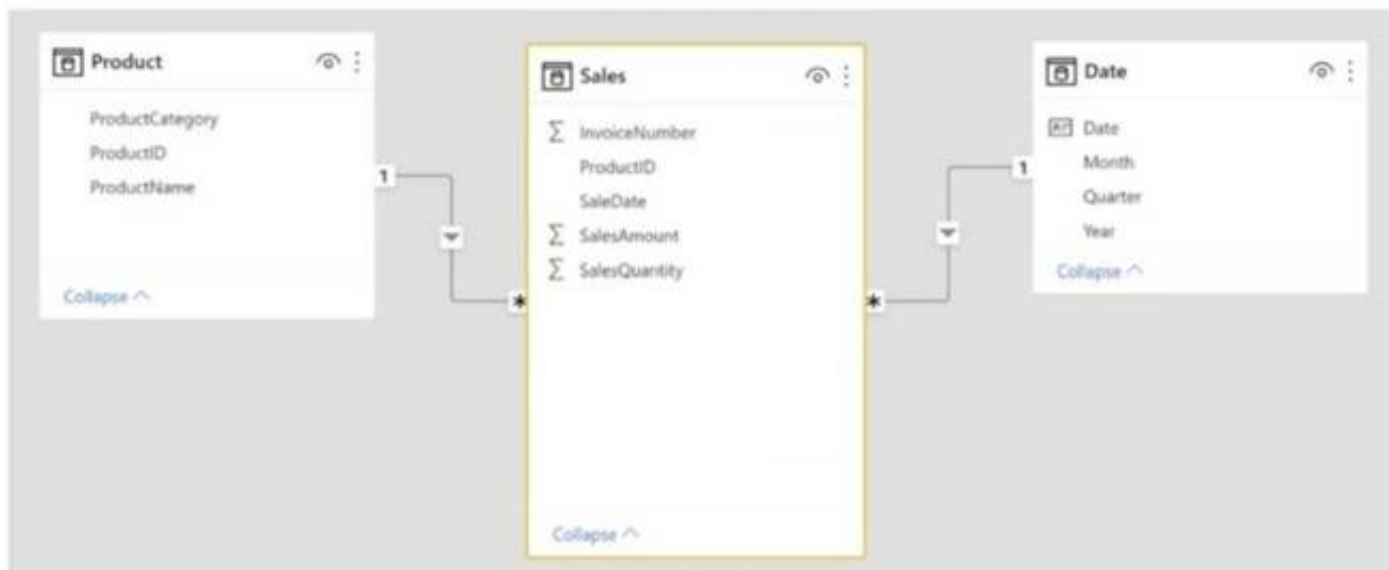 Product
ProductCategory
ProductID
ProductName
Collapse
1
*
Sales
InvoiceNumber
ProductID
SaleDate
SalesAmount
SalesQuantity
Collapse
*
1
Date
Date
Month
Quarter
Year
Collapse